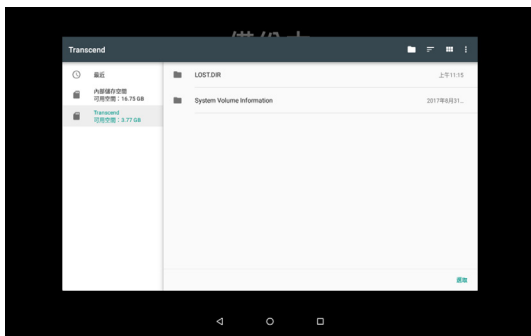 Transcend
最近
LOST.DIR
上午11:15
內部儲存空間
可用空間：16.75 GB
System Volume Information
2017年8月31...
Transcend
可用空間：3.77 GB
選取